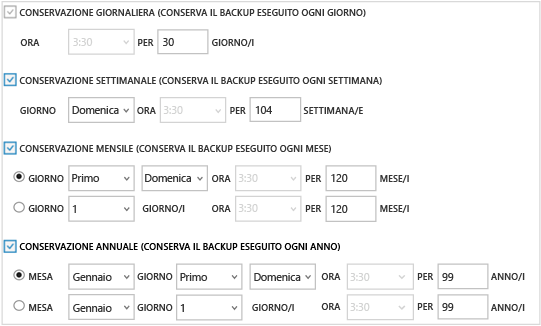 CONSERVAZIONE GIORNALIERA (CONSERVA IL BACKUP ESEGUITO OGNI GIORNO)
ORA 3:30 PER 30 GIORNO/I
CONSERVAZIONE SETTIMANALE (CONSERVA IL BACKUP ESEGUITO OGNI SETTIMANA)
GIORNO Domenica ORA 3:30 PER 104 SETTIMANA/E
CONSERVAZIONE MENSILE (CONSERVA IL BACKUP ESEGUITO OGNI MESE)
GIORNO Primo Domenica ORA 3:30 PER 120 MESE/I
GIORNO 1 GIORNO/I ORA 3:30 PER 120 MESE/I
CONSERVAZIONE ANNUALE (CONSERVA IL BACKUP ESEGUITO OGNI ANNO)
MESA Gennaio GIORNO Primo Domenica ORA 3:30 PER 99 ANNO/I
MESA Gennaio GIORNO 1 GIORNO/I ORA 3:30 PER 99 ANNO/I